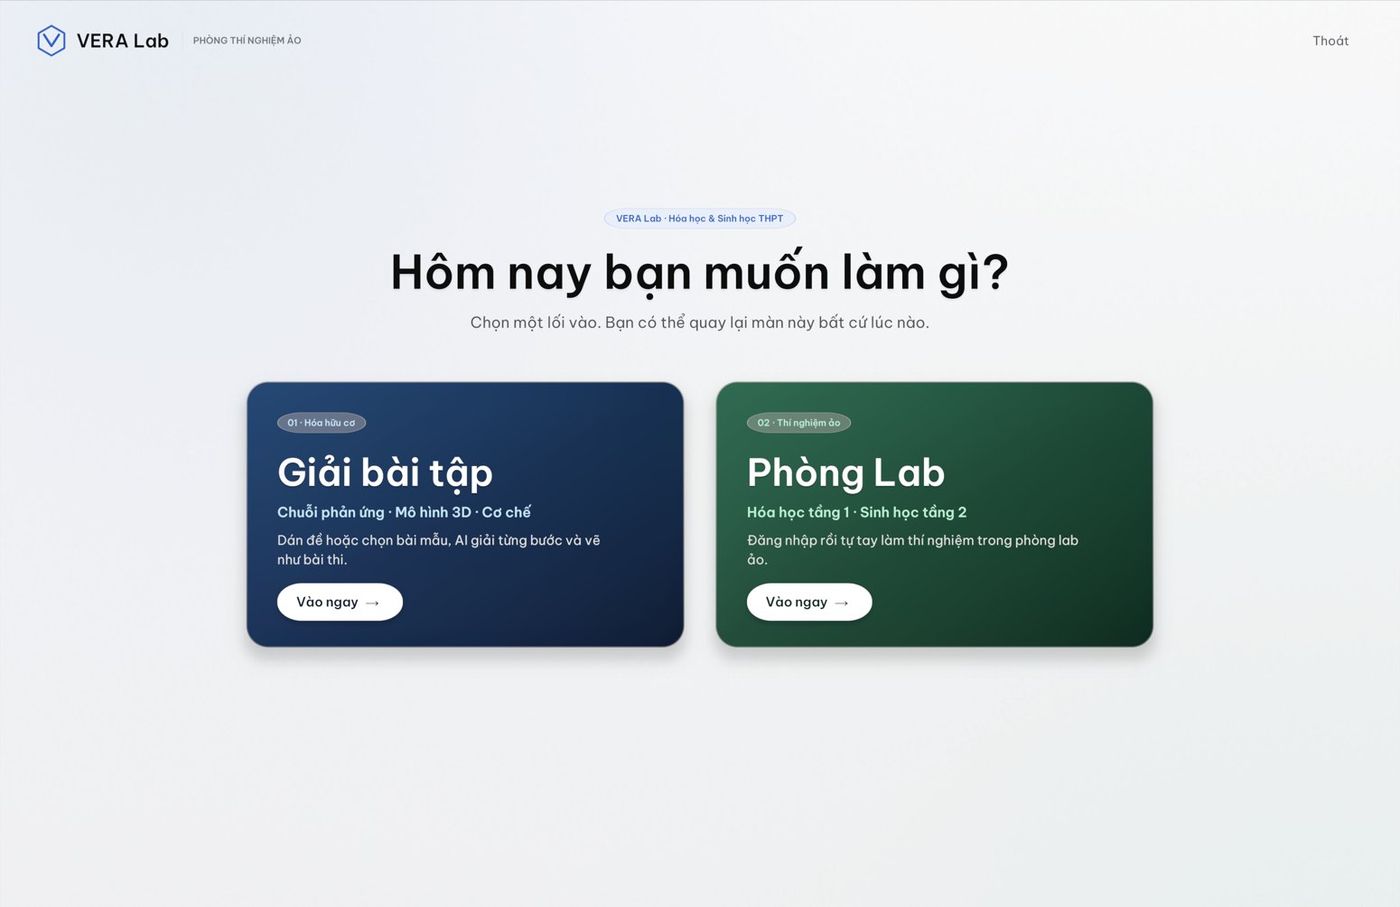 VERA Lab
PHÒNG THÍ NGHIỆM ẢO
Thoát
VERA Lab · Hóa học & Sinh học THPT
Hôm nay bạn muốn làm gì?
Chọn một lối vào. Bạn có thể quay lại màn này bất cứ lúc nào.
01 · Hóa hữu cơ
Giải bài tập
Chuỗi phản ứng · Mô hình 3D · Cơ chế
Dán đề hoặc chọn bài mẫu, AI giải từng bước và vẽ
như bài thi.
Vào ngay →
02 · Thí nghiệm ảo
Phòng Lab
Hóa học tầng 1 · Sinh học tầng 2
Đăng nhập rồi tự tay làm thí nghiệm trong phòng lab
ảo.
Vào ngay →